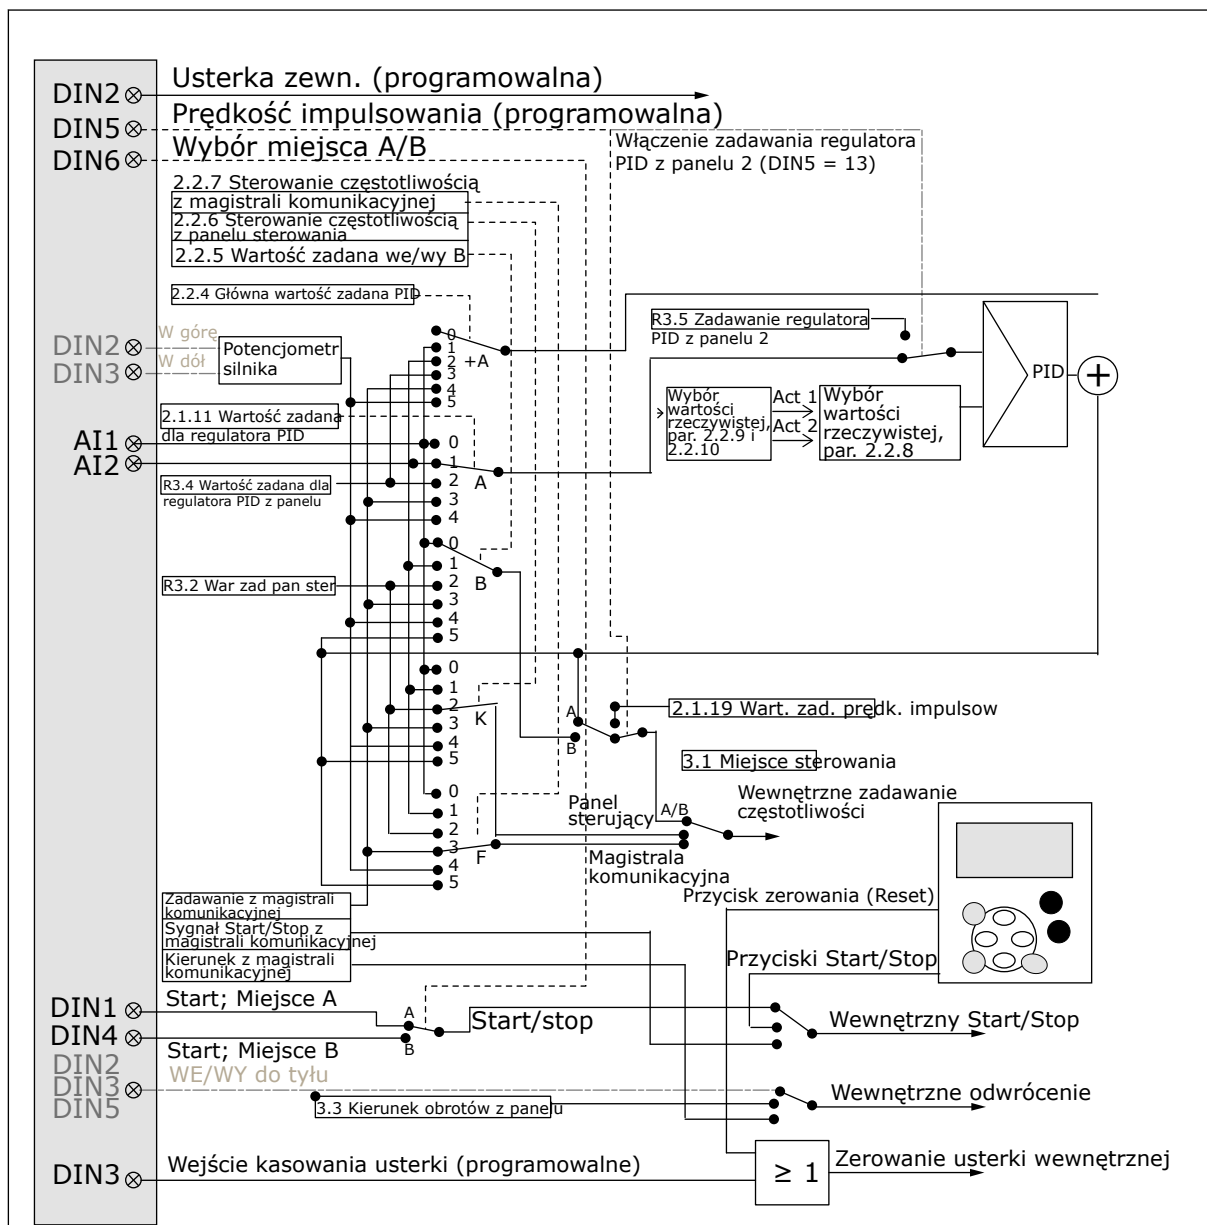 DIN2
Usterka zewn. (programowalna)
DIN5
Prędkość impulsowania (programowalna)
DIN6
Wybór miejsca A/B
Włączenie zadawania regulatora
PID z panelu 2 (DIN5 = 13)
2.2.7 Sterowanie częstotliwością
z magistrali komunikacyjnej
2.2.6 Sterowanie częstotliwością
z panelu sterowania
2.2.5 Wartość zadana we/wy B
2.2.4 Główna wartość zadana PID
DIN2
W górę
DIN3
W dół
Potencjometr
silnika
0
1
2
3
4
5
+A
R3.5 Zadawanie regulatora
PID z panelu 2
PID
+
2.1.11 Wartość zadana
dla regulatora PID
AI1
AI2
Wybór
wartości
rzeczywistej,
par. 2.2.9 i
2.2.10
Act 1
Act 2
Wybór
wartości
rzeczywistej,
par. 2.2.8
0
1
2
3
4
A
R3.4 Wartość zadana dla
regulatora PID z panelu
0
1
2
3
4
5
B
R3.2 War zad pan ster
0
1
2
3
4
5
K
A
B
2.1.19 Wart. zad. prędk. impulsow
3.1 Miejsce sterowania
0
1
2
3
4
5
F
Panel
sterujący
A/B
Wewnętrzne zadawanie
częstotliwości
Magistrala
komunikacyjna
Przycisk zerowania (Reset)
Zadawanie z magistrali
komunikacyjnej
Sygnał Start/Stop z
magistrali komunikacyjnej
Kierunek z magistrali
komunikacyjnej
Przyciski Start/Stop
DIN1
Start; Miejsce A
A
B
Start/stop
Wewnętrzny Start/Stop
DIN4
Start; Miejsce B
DIN2
DIN3
DIN5
WE/WY do tyłu
3.3 Kierunek obrotów z panelu
Wewnętrzne odwrócenie
DIN3
Wejście kasowania usterki (programowalne)
≥ 1
Zerowanie usterki wewnętrznej